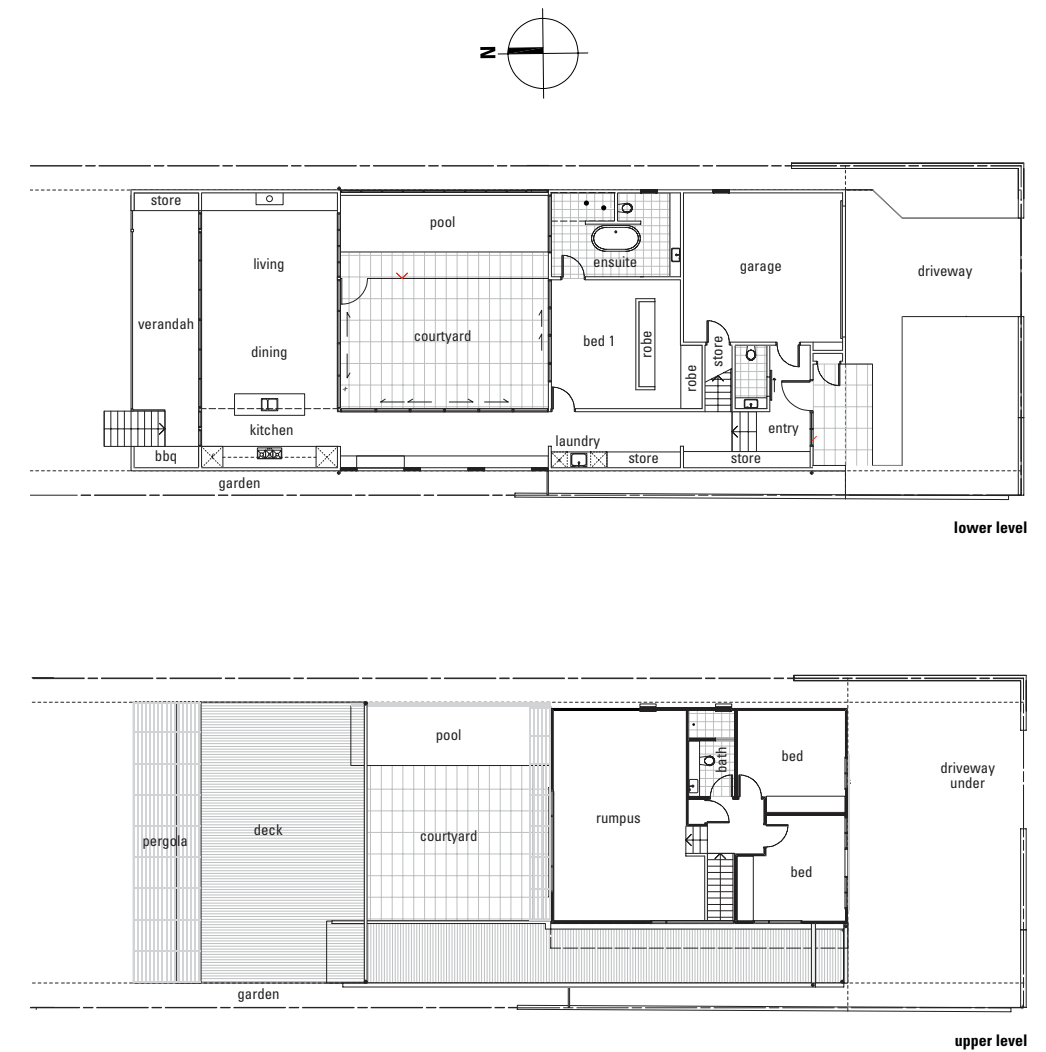 N
store
pool
living
ensuite
garage
driveway
verandah
dining
courtyard
bed 1
robe
robe
store
kitchen
laundry
entry
bbq
store
store
garden
lower level
pool
bed
bath
driveway
under
pergola
deck
courtyard
rumpus
bed
garden
upper level